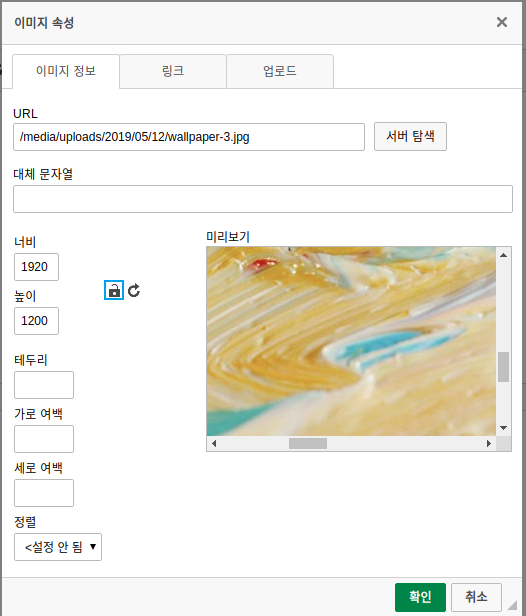 이미지 속성
이미지 정보
링크
업로드
URL
/media/uploads/2019/05/12/wallpaper-3.jpg
서버 탐색
대체 문자열
너비
1920
높이
1200
미리보기
테두리
가로 여백
세로 여백
정렬
<설정 안 됨
확인
취소